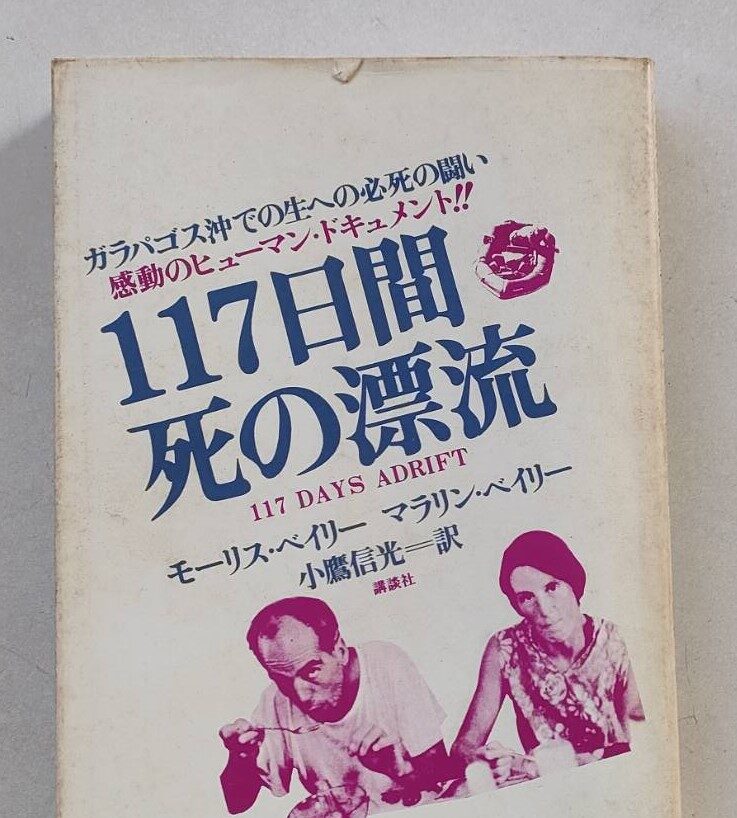 ガラパゴス沖での生への必死の闘い
感動のヒューマン・ドキュメント!!
117日間
死の漂流
117 DAYS ADRIFT
モーリス・ベイリー マラリン・ベイリー
小鷹信光＝訳
講談社